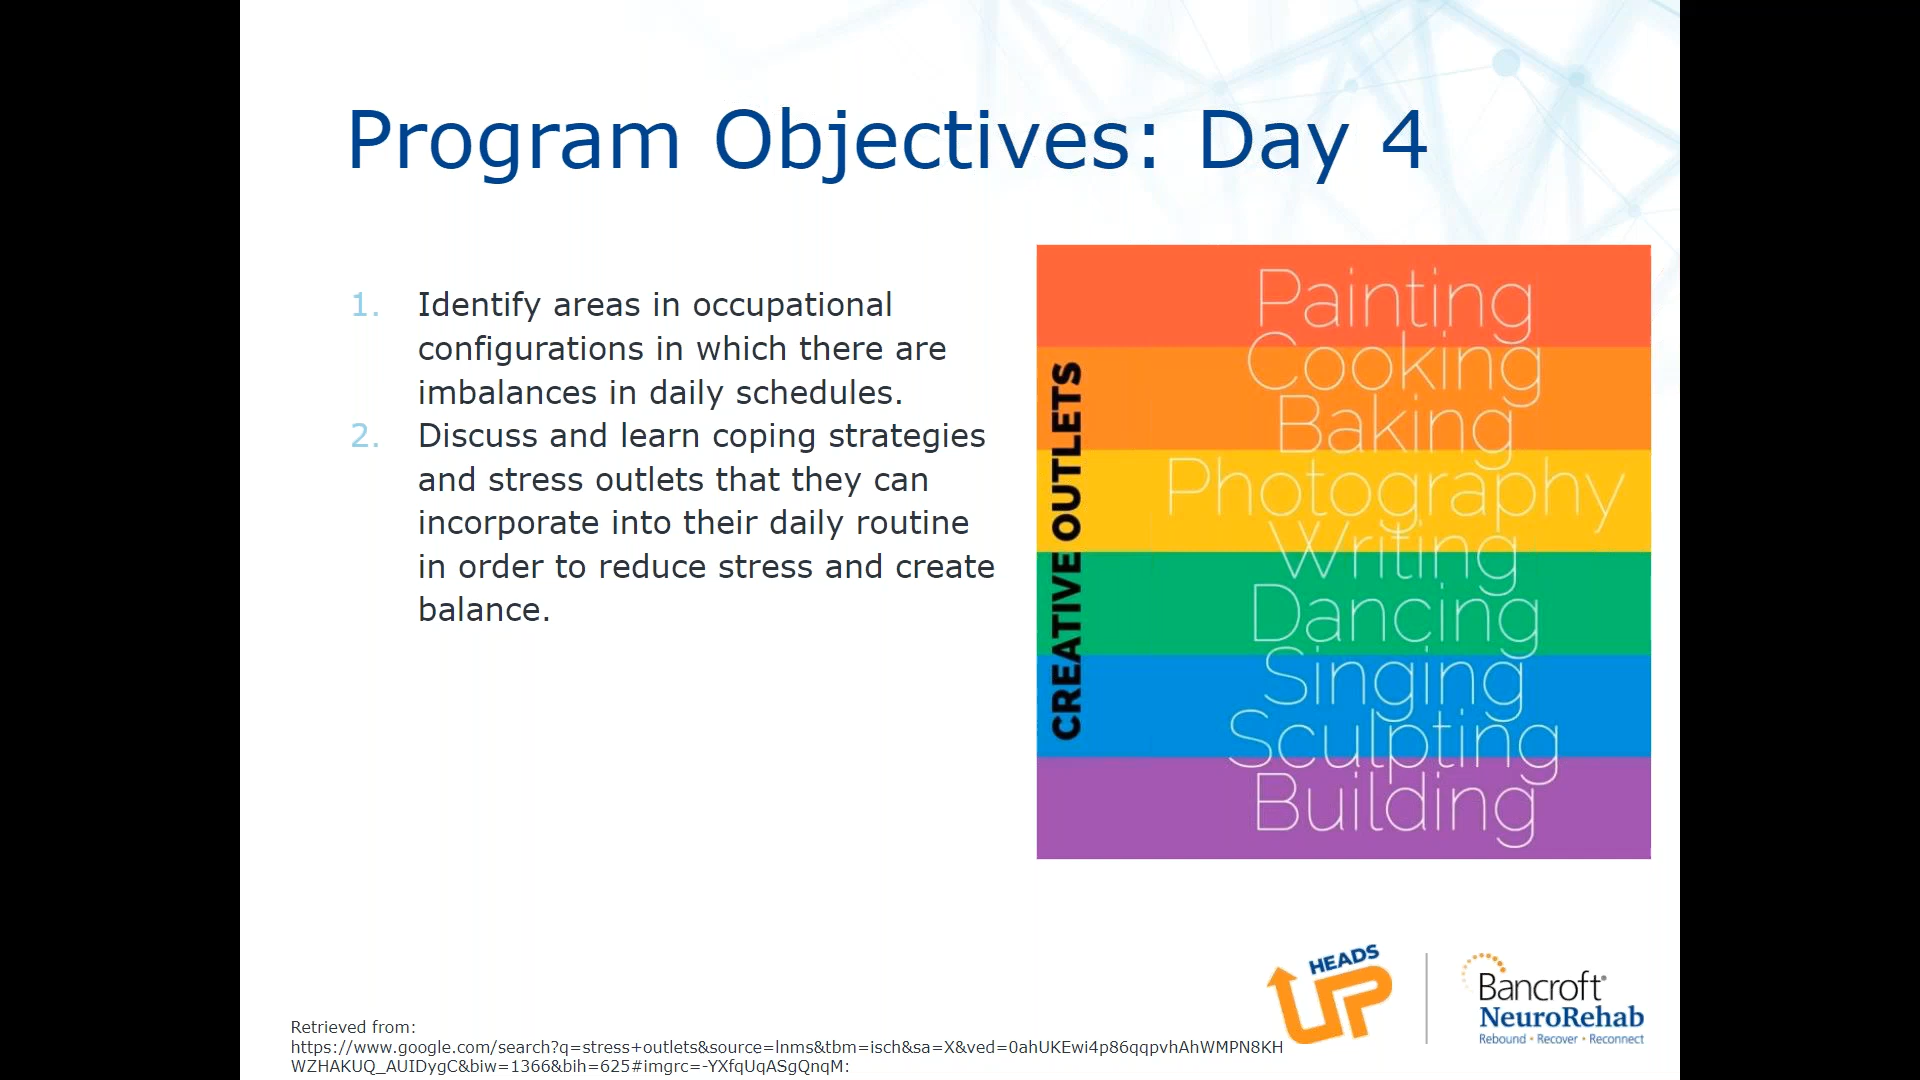 Program Objectives: Day 4
1. Identify areas in occupational
configurations in which there are
imbalances in daily schedules.
2. Discuss and learn coping strategies
and stress outlets that they can
incorporate into their daily routine
in order to reduce stress and create
balance.
CREATIVE OUTLETS
Painting
Cooking
Baking
Photography
Writing
Dancing
Singing
Sculpting
Building
HEADS
UP
Bancroft®
NeuroRehab
Rebound • Recover • Reconnect
Retrieved from:
https://www.google.com/search?q=stress+outlets&source=lnms&tbm=isch&sa=X&ved=0ahUKEwi4p86qqpvhAhWMPN8KH
WZHAKUQ_AUIDygC&biw=1366&bih=625#imgrc=-YXfqUqASgQnqM: